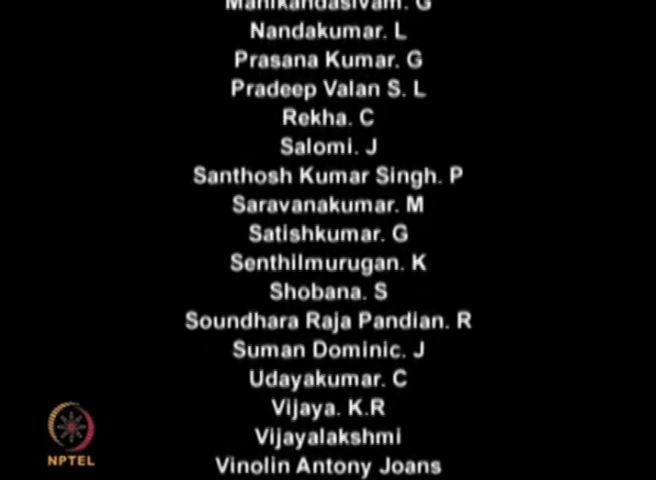 Manikandasivam. G
Nandakumar. L
Prasana Kumar. G
Pradeep Valan S. L
Rekha. C
Salomi. J
Santhosh Kumar Singh. P
Saravanakumar. M
Satishkumar. G
Senthilmurugan. K
Shobana. S
Soundhara Raja Pandian. R
Suman Dominic. J
Udayakumar. C
Vijaya. K.R
Vijayalakshmi
Vinolin Antony Joans
NPTEL